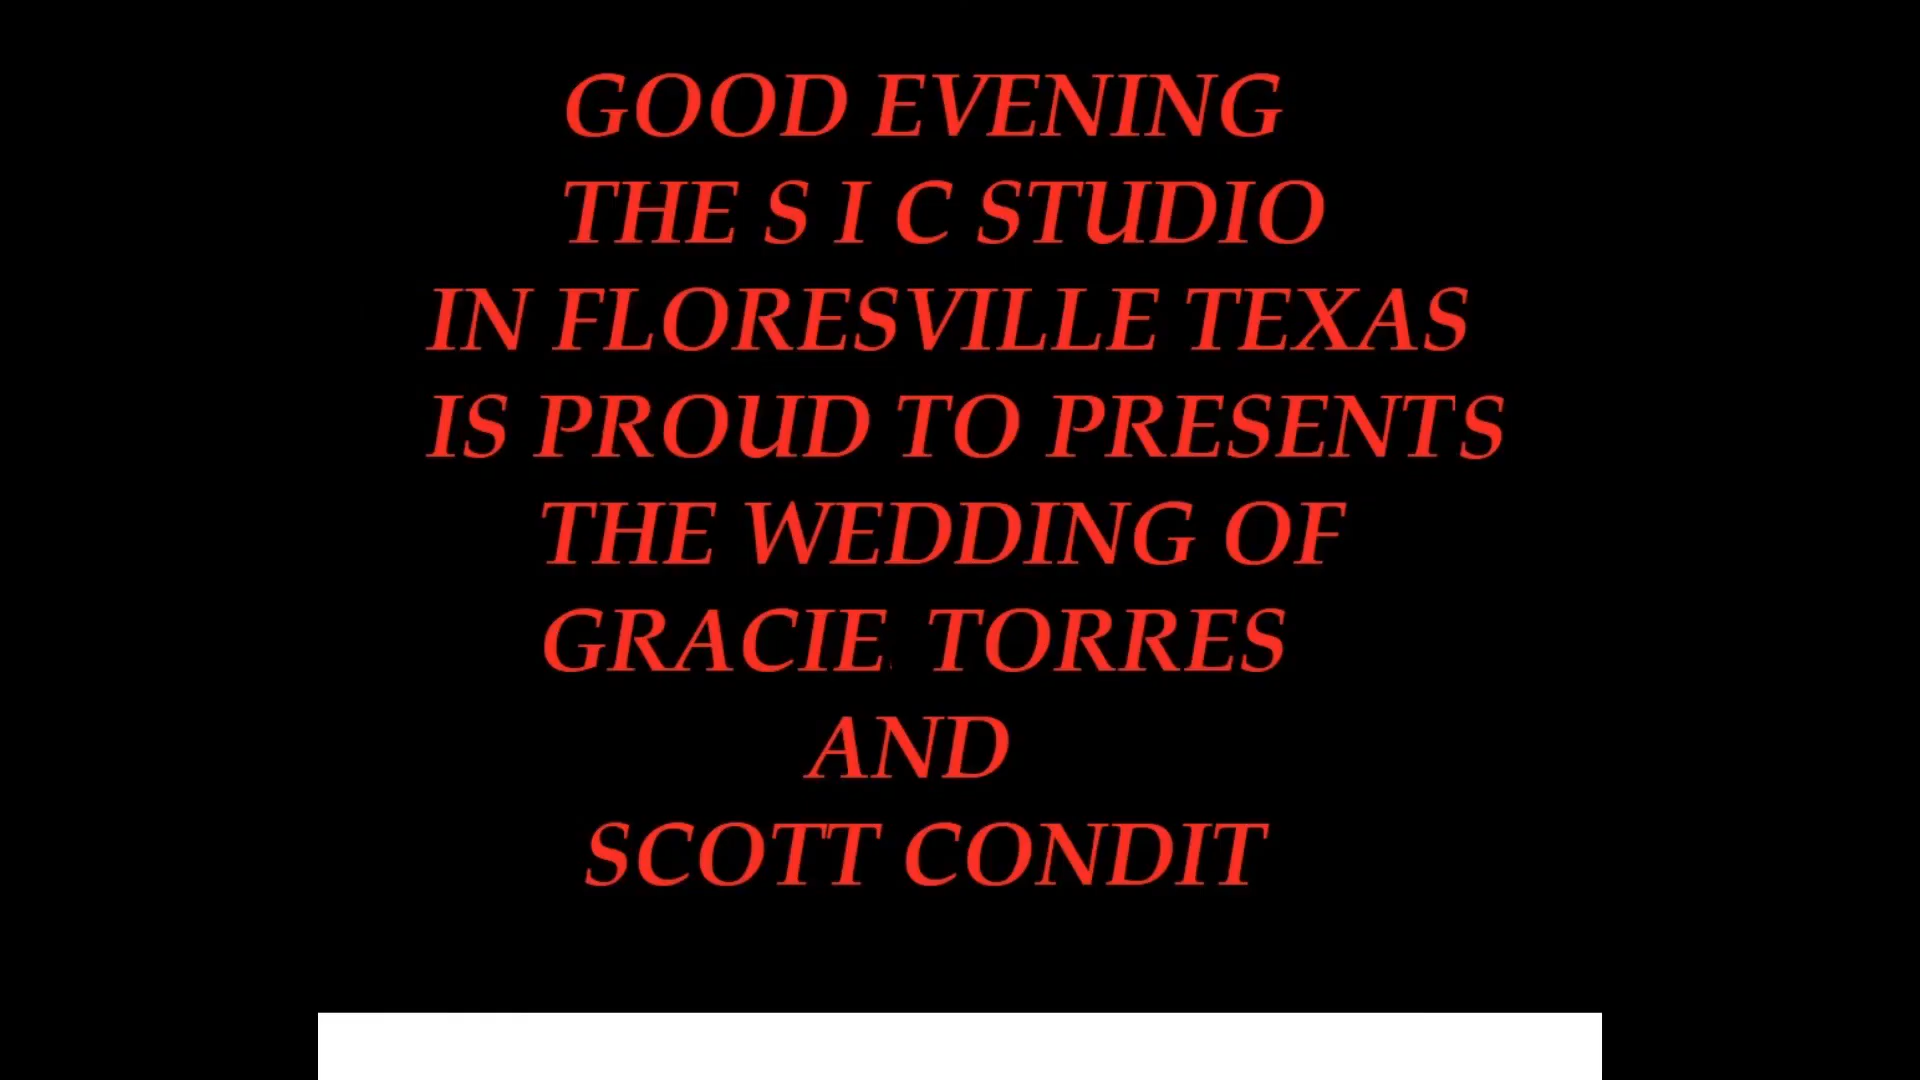 GOOD EVENING
THE S I C STUDIO
IN FLORESVILLE TEXAS
IS PROUD TO PRESENTS
THE WEDDING OF
GRACIE. TORRES
AND
SCOTT CONDIT